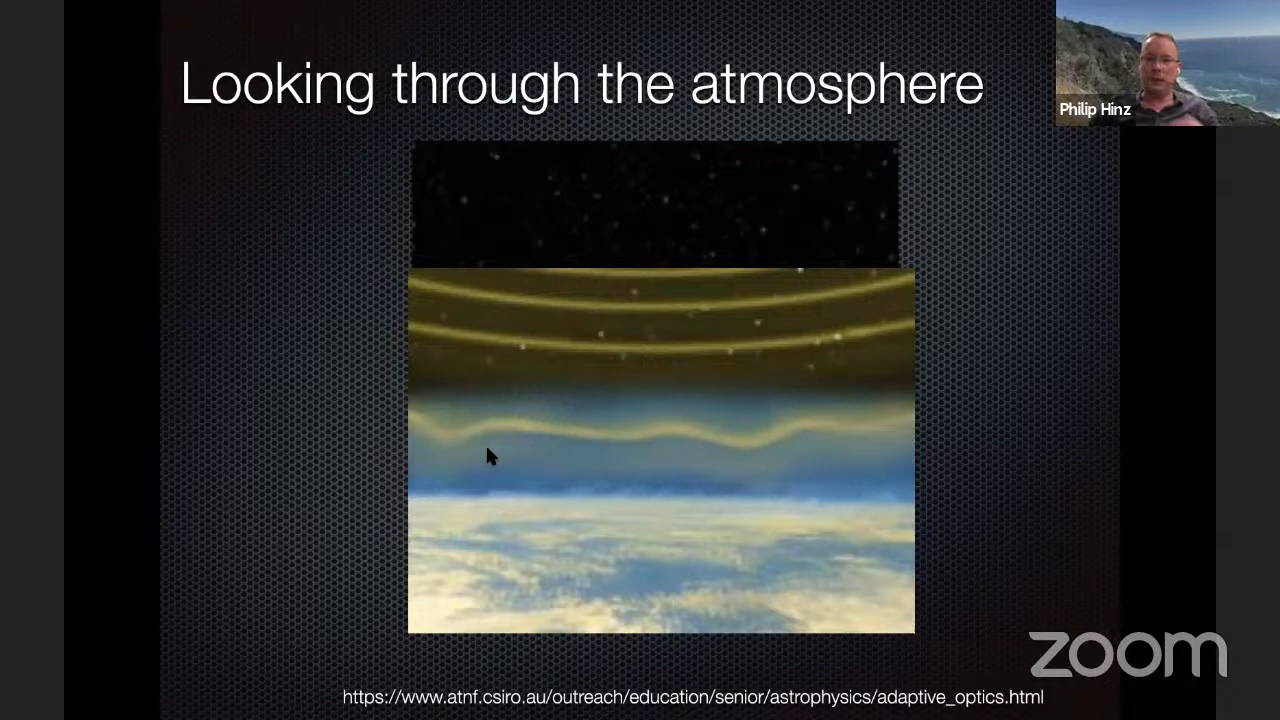 Looking through the atmosphere
Philip Hinz
zoom
https://www.atnf.csiro.au/outreach/education/senior/astrophysics/adaptive_optics.html